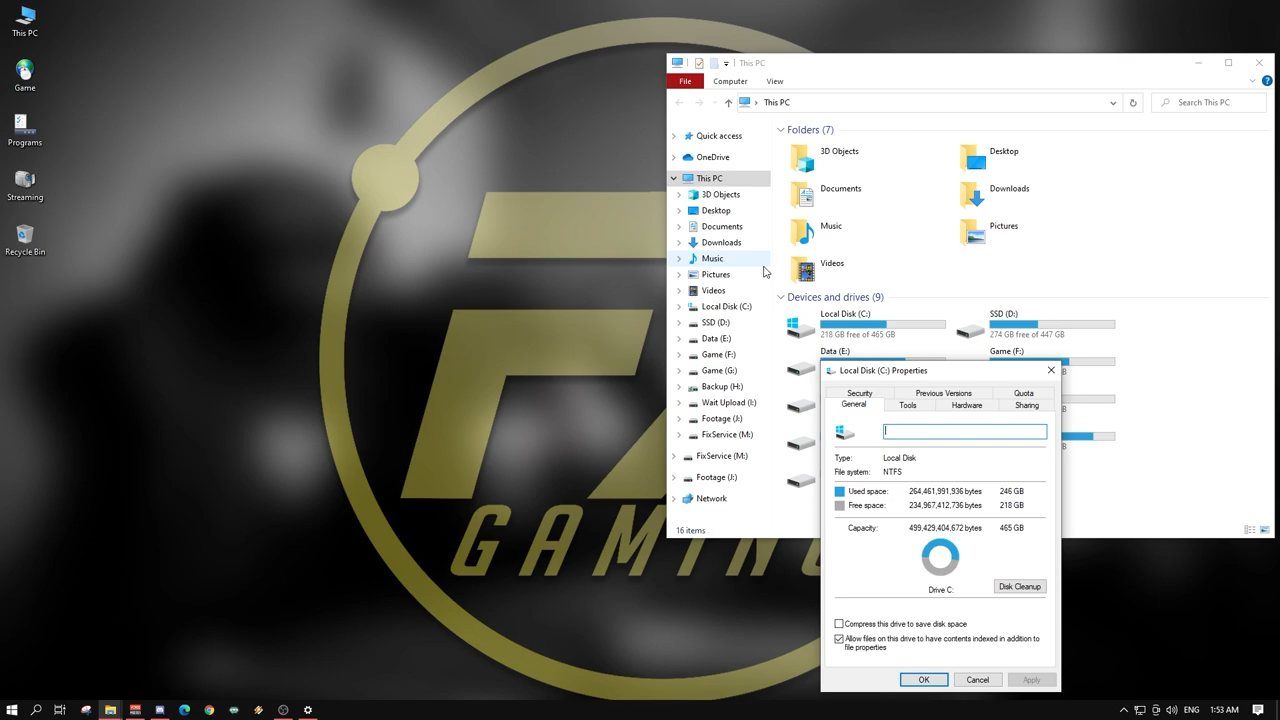 This PC
Home
Recycle Bin
GAMING
This PC
File
Computer
View
This PC
Search This PC
Quick access
OneDrive
This PC
3D Objects
Desktop
Documents
Downloads
Music
Pictures
Videos
Local Disk (C:)
SSD (D:)
Data (E:)
Game (F:)
Game (G:)
Backup (H:)
Wait Upload (I:)
Footage (J:)
FixService (M:)
FixService (M:)
Footage (J:)
Network
16 items
Folders (7)
3D Objects
Desktop
Documents
Downloads
Music
Pictures
Videos
Devices and drives (9)
Local Disk (C:)
218 GB free of 465 GB
SSD (D:)
274 GB free of 447 GB
Data (E:)
Game (F:)
Local Disk (C:) Properties
Security
Previous Versions
Quota
General
Tools
Hardware
Sharing
Type: Local Disk
File system: NTFS
Used space: 264,461,991,936 bytes 246 GB
Free space: 234,967,412,736 bytes 218 GB
Capacity: 499,429,404,672 bytes 465 GB
Drive C:
Disk Cleanup
Compress this drive to save disk space
Allow files on this drive to have contents indexed in addition to
file properties
OK
Cancel
Apply
ENG
1:53 AM